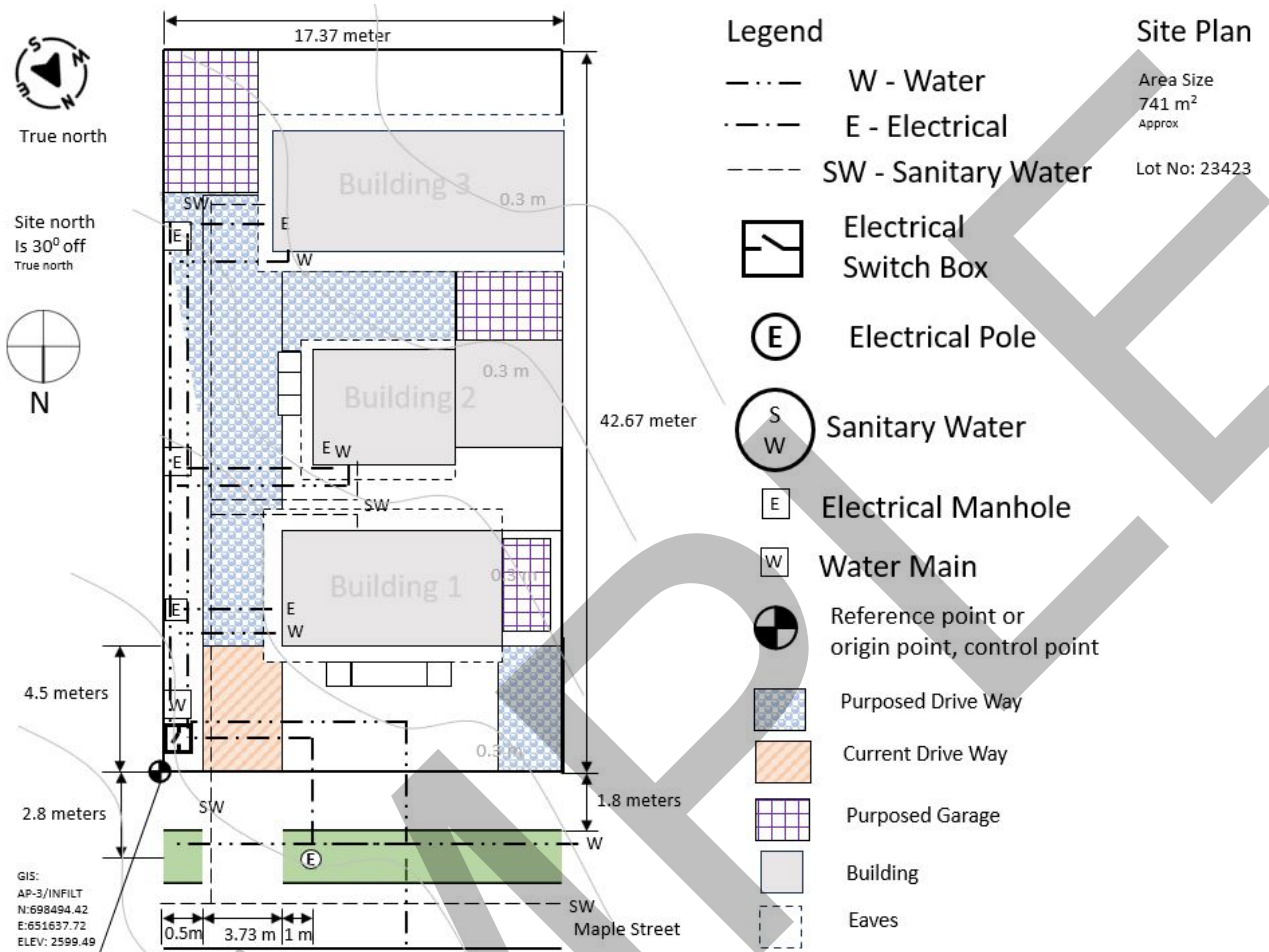 17.37 meter
S
W
E
N
True north
Site north
Is 30⁰ off
True north
N
Building 3
0.3 m
SW
E
E
W
Building 2
0.3 m
42.67 meter
E
E
W
SW
Building 1
0.3 m
E
E
W
4.5 meters
W
0.3 m
2.8 meters
SW
1.8 meters
W
E
GIS:
AP-3/INFILT
N:698494.42
E:651637.72
ELEV: 2599.49
0.5m
3.73 m
1 m
SW
Maple Street
Legend
W - Water
E - Electrical
SW - Sanitary Water
Electrical
Switch Box
E
Electrical Pole
S
W
Sanitary Water
E
Electrical Manhole
W
Water Main
Reference point or
origin point, control point
Purposed Drive Way
Current Drive Way
Purposed Garage
Building
Eaves
Site Plan
Area Size
741 m²
Approx
Lot No: 23423